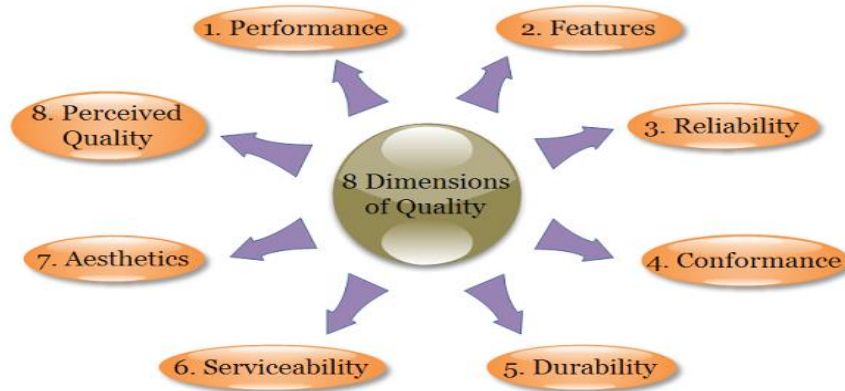 1. Performance
2. Features
8. Perceived
Quality
3. Reliability
8 Dimensions
of Quality
7. Aesthetics
4. Conformance
6. Serviceability
5. Durability